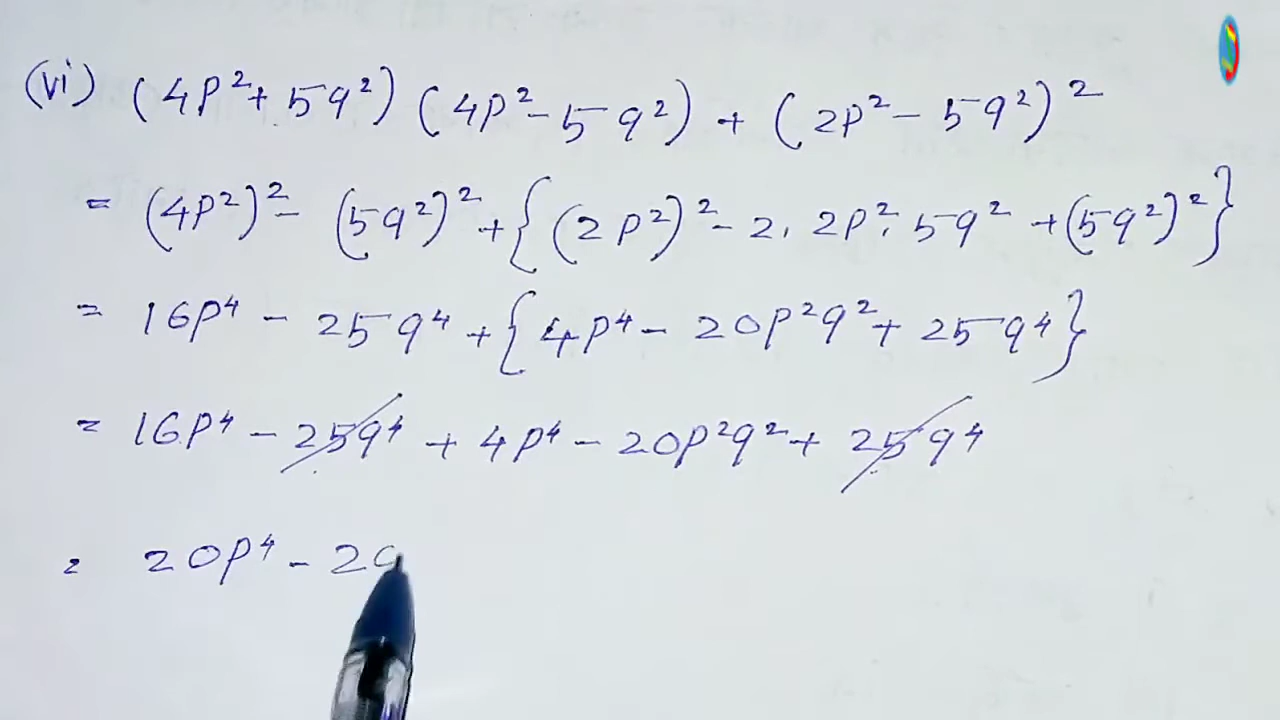 (vi) (4p²+ 5q²) (4p²- 5q²) + (2p² - 5q²)²
= (4p²)² - (5q²)² + {(2p²)² - 2. 2p². 5q² + (5q²)²}
= 16p⁴ - 25q⁴ + {4p⁴ - 20p²q² + 25q⁴}
= 16p⁴ - 25q⁴ + 4p⁴ - 20p²q² + 25q⁴
= 20p⁴ - 20